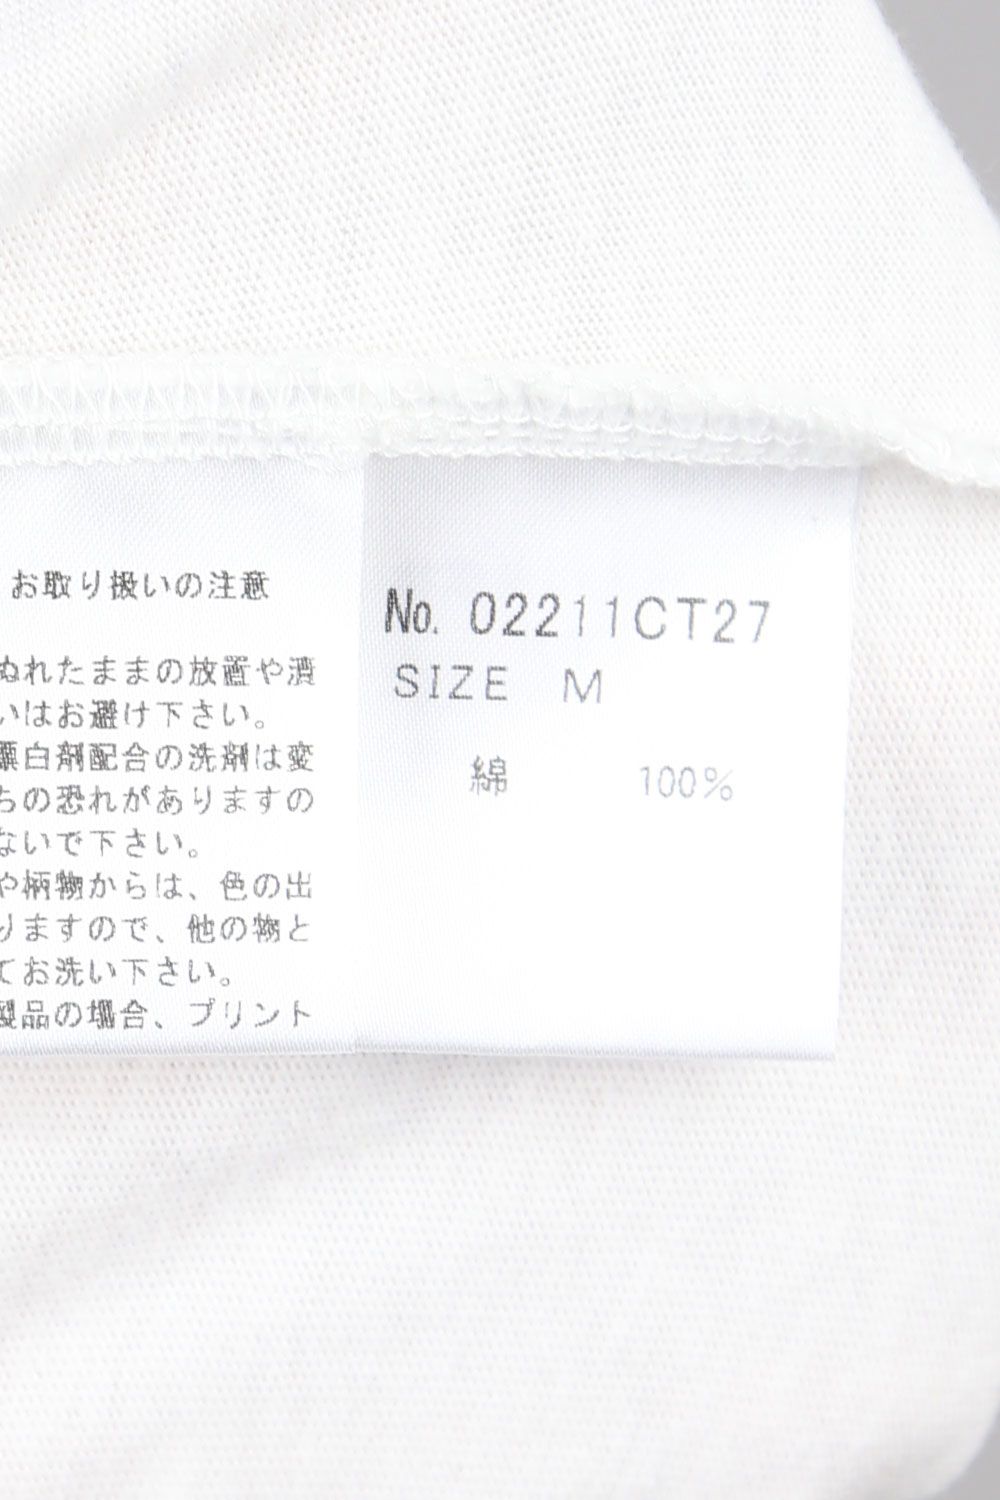 お取り扱いの注意
ぬれたままの放置や漬
いはお避け下さい。
漂白剤配合の洗剤は変
ちの恐れがありますの
ないで下さい。
や柄物からは、色の出
りますので、他の物と
てお洗い下さい。
製品の場合、プリント
No. 02211CT27
SIZE M
綿 100%